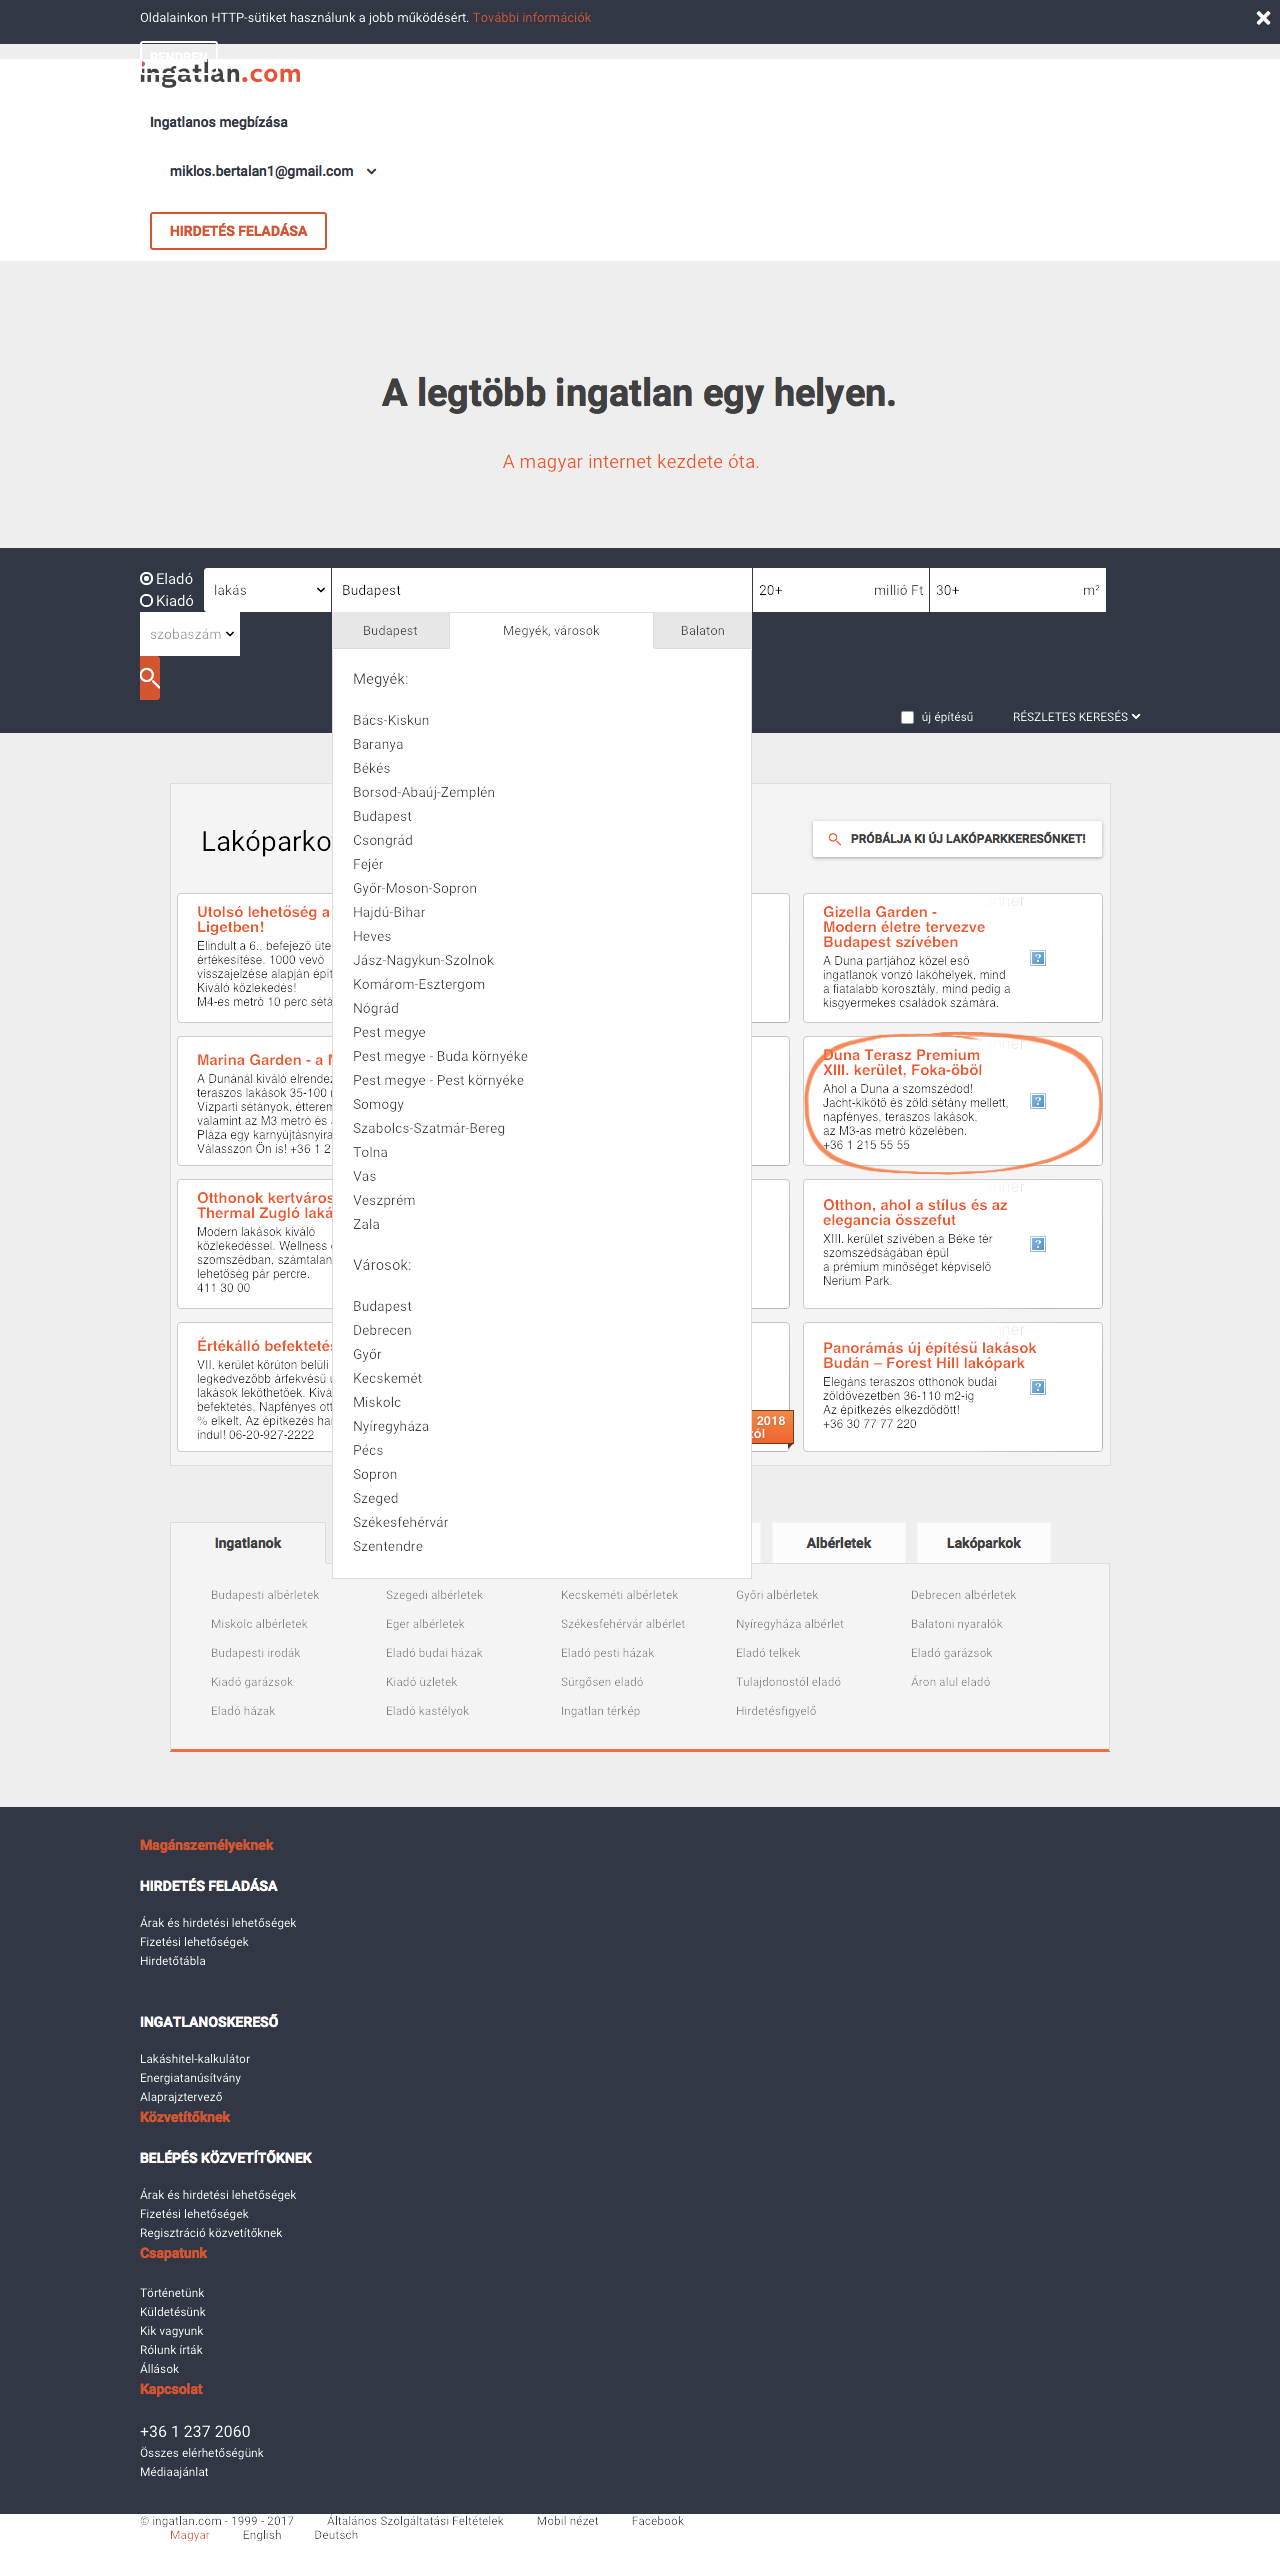 Oldalainkon HTTP-sütiket használunk a jobb működésért. További információk
RENDBEN
ingatlan.com
Ingatlanos megbízása
miklos.bertalan1@gmail.com
HIRDETÉS FELADÁSA
A legtöbb ingatlan egy helyen.
A magyar internet kezdete óta.
Eladó
Kiadó
lakás
Budapest
20+ millió Ft
30+ m²
szobaszám
Budapest Megyék, városok Balaton
Megyék:
Bács-Kiskun
Baranya
Békés
Borsod-Abaúj-Zemplén
Budapest
Csongrád
Fejér
Győr-Moson-Sopron
Hajdú-Bihar
Heves
Jász-Nagykun-Szolnok
Komárom-Esztergom
Nógrád
Pest megye
Pest megye - Buda környéke
Pest megye - Pest környéke
Somogy
Szabolcs-Szatmár-Bereg
Tolna
Vas
Veszprém
Zala
Városok:
Budapest
Debrecen
Győr
Kecskemét
Miskolc
Nyíregyháza
Pécs
Sopron
Szeged
Székesfehérvár
Szentendre
új építésű RÉSZLETES KERESÉS
Lakóparko
PRÓBÁLJA KI ÚJ LAKÓPARKKERESŐNKET!
Utolsó lehetőség a
Ligetben!
Elindult a 6., befejező üte
értékesítése. 1000 vevő
visszajelzése alapján épít
Kiváló közlekedés!
M4-es metró 10 perc sétá
Gizella Garden -
Modern életre tervezve
Budapest szívében
A Duna partjához közel eső
ingatlanok vonzó lakóhelyek, mind
a fiatalabb korosztály, mind pedig a
kisgyermekes családok számára.
Marina Garden - a
A Dunánál kiváló elrendez
teraszos lakások 35-100
Vízparti sétányok, étterem
valamint az M3 metró és
Pláza egy karnyújtásnyira
Válasszon Ön is! +36 1 2
Duna Terasz Premium
XIII. kerület, Foka-öböl
Ahol a Duna a szomszédod!
Jacht-kikötő és zöld sétány mellett,
napfényes, teraszos lakások,
az M3-as metró közelében.
+36 1 215 55 55
Otthonok kertváros
Thermal Zugló laká
Modern lakások kiváló
közlekedéssel. Wellness
szomszédban, számtalan
lehetőség pár percre.
411 30 00
Otthon, ahol a stílus és az
elegancia összefut
XIII. kerület szívében a Béke tér
szomszédságában épül
a prémium minőséget képviselő
Nerium Park.
Értékálló befekteté
VII. kerület körúton belüli
legkedvezőbb árfekvésű
lakások leköthetőek. Kivá
befektetés, Napfényes ott
% elkelt, Az építkezés ha
indul! 06-20-927-2222
2018
tól
Panorámás új építésű lakások
Budán – Forest Hill lakópark
Elegáns teraszos otthonok budai
zöldövezetben 36-110 m2-ig
Az építkezés elkezdődött!
+36 30 77 77 220
Ingatlanok Albérletek Lakóparkok
Budapesti albérletek Szegedi albérletek Kecskeméti albérletek Győri albérletek Debrecen albérletek
Miskolc albérletek Eger albérletek Székesfehérvár albérlet Nyíregyháza albérlet Balatoni nyaralók
Budapesti irodák Eladó budai házak Eladó pesti házak Eladó telkek Eladó garázsok
Kiadó garázsok Kiadó üzletek Sürgősen eladó Tulajdonostól eladó Áron alul eladó
Eladó házak Eladó kastélyok Ingatlan térkép Hirdetésfigyelő
Magánszemélyeknek
HIRDETÉS FELADÁSA
Árak és hirdetési lehetőségek
Fizetési lehetőségek
Hirdetőtábla
INGATLANOSKERESŐ
Lakáshitel-kalkulátor
Energiatanúsítvány
Alaprajztervező
Közvetítőknek
BELÉPÉS KÖZVETÍTŐKNEK
Árak és hirdetési lehetőségek
Fizetési lehetőségek
Regisztráció közvetítőknek
Csapatunk
Történetünk
Küldetésünk
Kik vagyunk
Rólunk írták
Állások
Kapcsolat
+36 1 237 2060
Összes elérhetőségünk
Médiaajánlat
© ingatlan.com - 1999 - 2017 Általános Szolgáltatási Feltételek Mobil nézet Facebook
Magyar English Deutsch